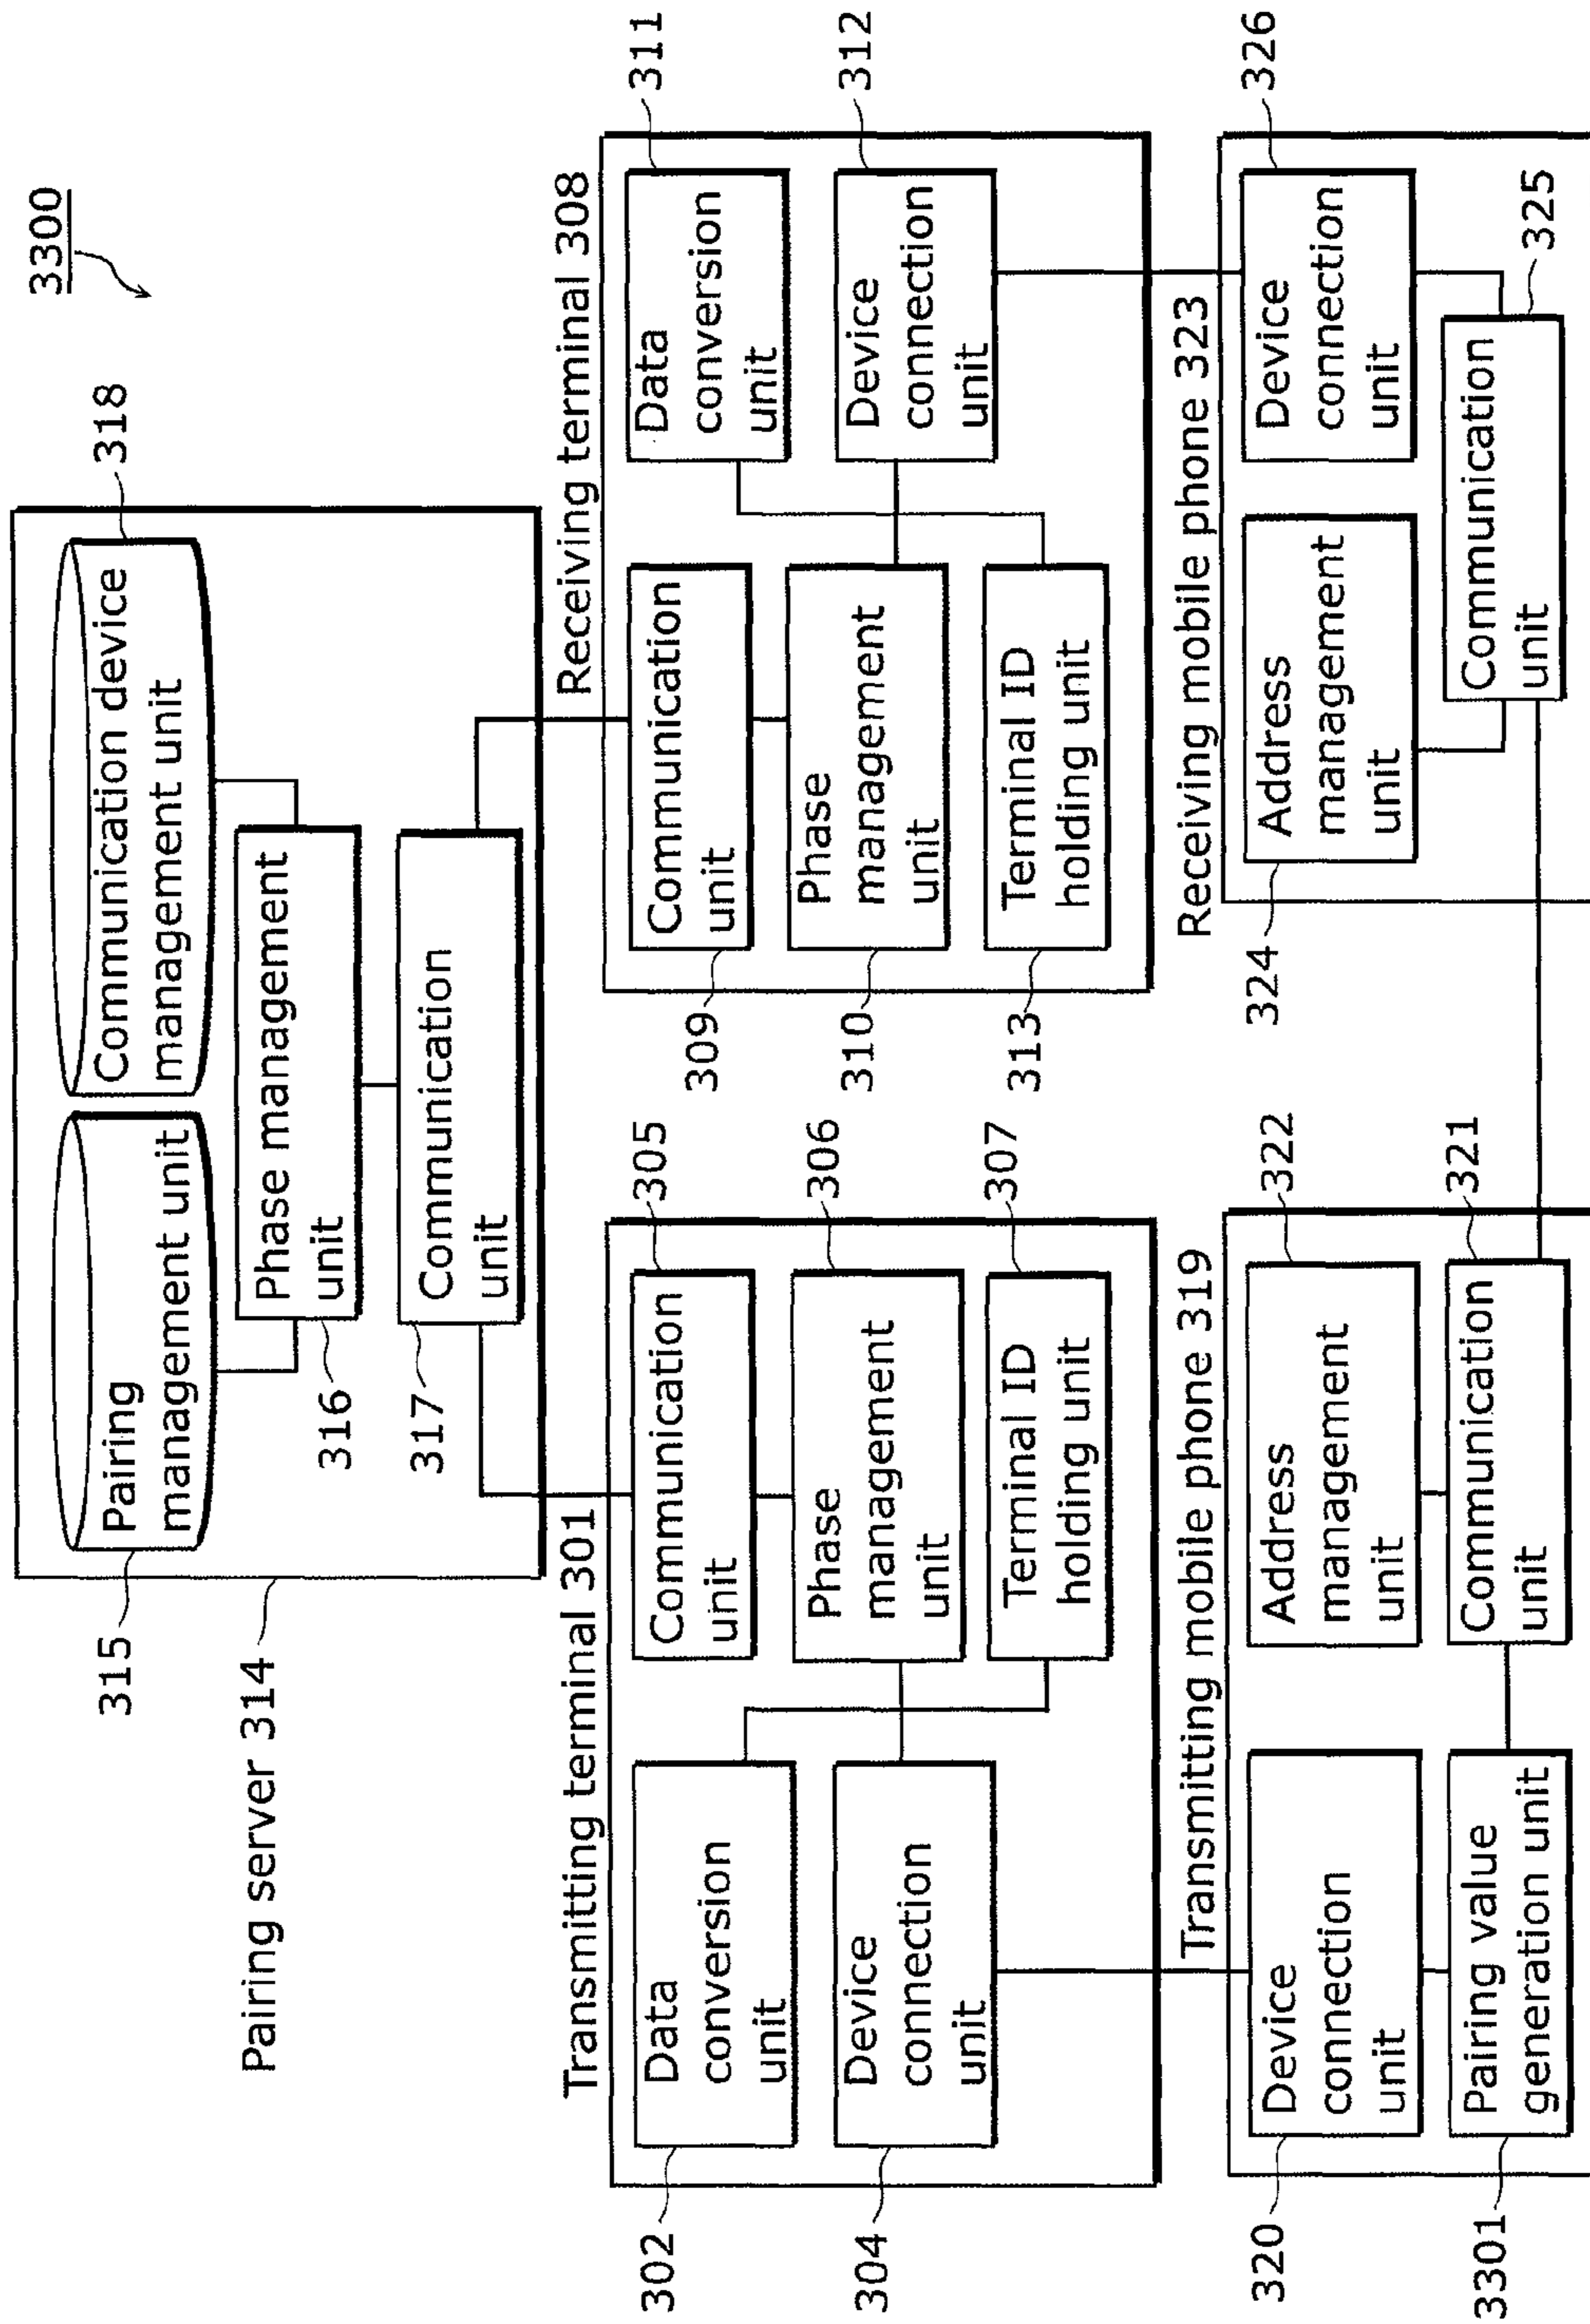 3300
Pairing server 314
315
Pairing
management unit
Communication device
management unit
318
316
Phase management
unit
317
Communication
unit
Transmitting terminal 301
302
Data
conversion
unit
304
Device
connection
unit
Communication
unit
305
Phase
management
unit
306
Terminal ID
holding unit
307
Receiving terminal 308
309
Communication
unit
310
Phase
management
unit
313
Terminal ID
holding unit
Data
conversion
unit
311
Device
connection
unit
312
Transmitting mobile phone 319
320
Device
connection
unit
3301
Pairing value
generation unit
Address
management
unit
322
Communication
unit
321
Receiving mobile phone 323
324
Address
management
unit
Device
connection
unit
326
Communication
unit
325